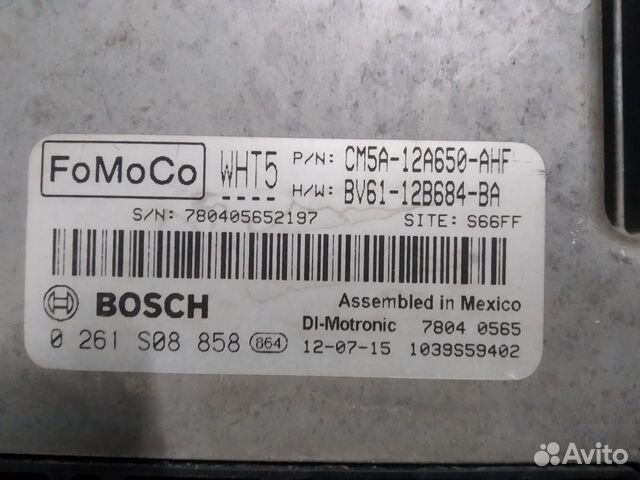 FoMoCo WHT5 P/N: CM5A-12A650-AHF
---- H/W: BV61-12B684-BA
S/N: 780405652197 SITE: S66FF
BOSCH Assembled in Mexico
DI-Motronic 7804 0565
0 261 S08 858 864 12-07-15 1039S59402
Avito